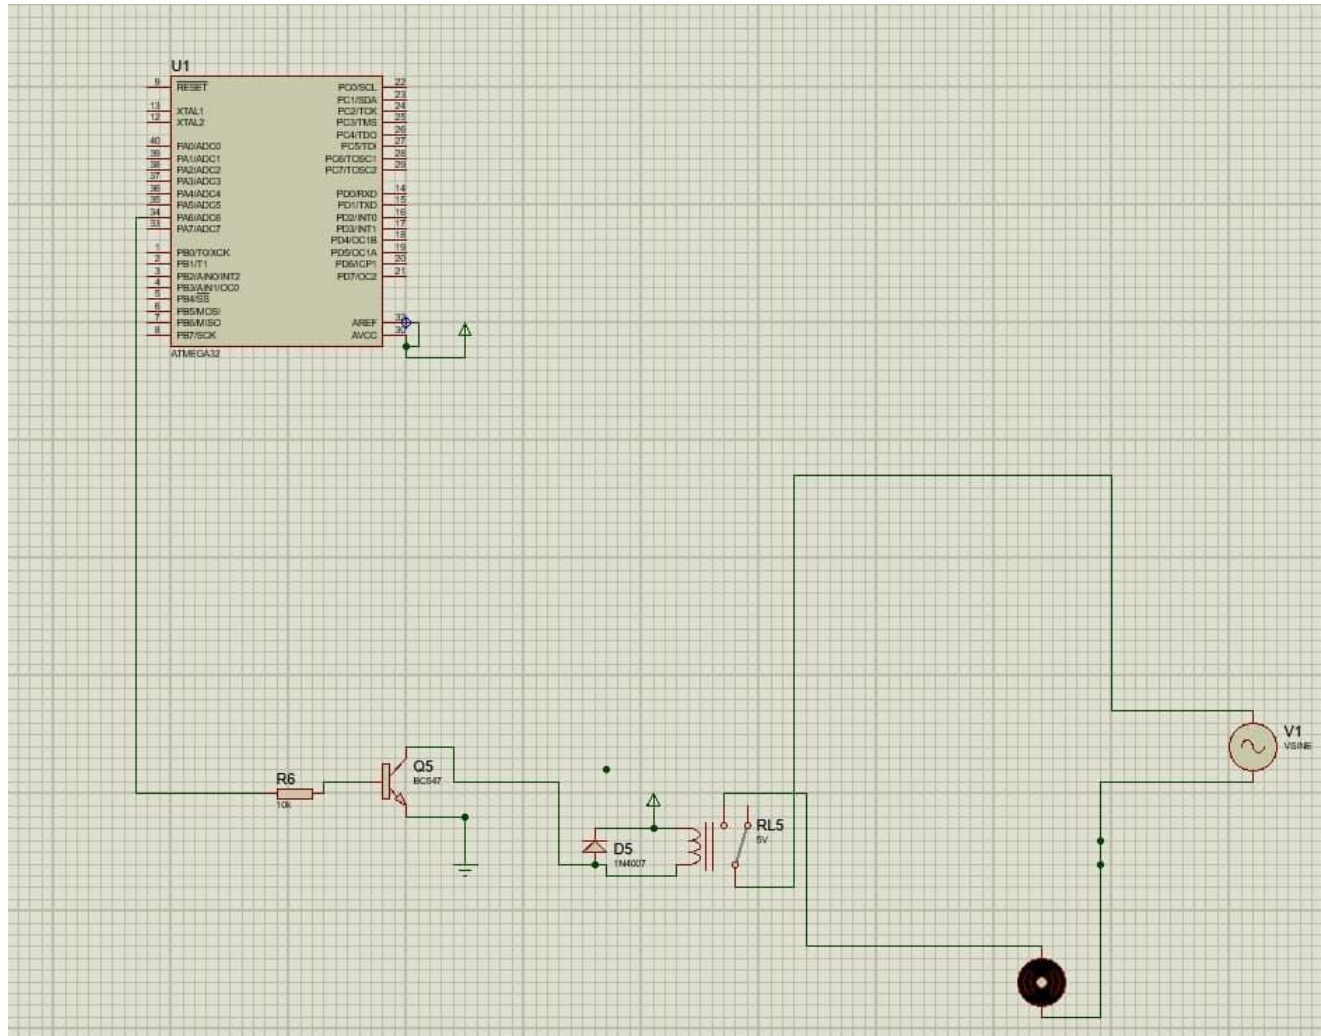 U1
9 RESET PC0/SCL 22
PC1/SDA 23
13 XTAL1 PC2/TCK 24
12 XTAL2 PC3/TMS 25
PC4/TDO 26
40 PA0/ADC0 PC5/TDI 27
39 PA1/ADC1 PC6/TOSC1 28
38 PA2/ADC2 PC7/TOSC2 29
37 PA3/ADC3
36 PA4/ADC4 PD0/RXD 14
35 PA5/ADC5 PD1/TXD 15
34 PA6/ADC6 PD2/INT0 16
33 PA7/ADC7 PD3/INT1 17
PD4/OC1B 18
1 PB0/T0/XCK PD5/OC1A 19
2 PB1/T1 PD6/ICP1 20
3 PB2/AIN0/INT2 PD7/OC2 21
4 PB3/AIN1/OC0
5 PB4/SS
6 PB5/MOSI
7 PB6/MISO AREF 32
8 PB7/SCK AVCC 30
ATMEGA32
R6
10k
Q5
BC547
D5
1N4007
RL5
5V
V1
VSINE